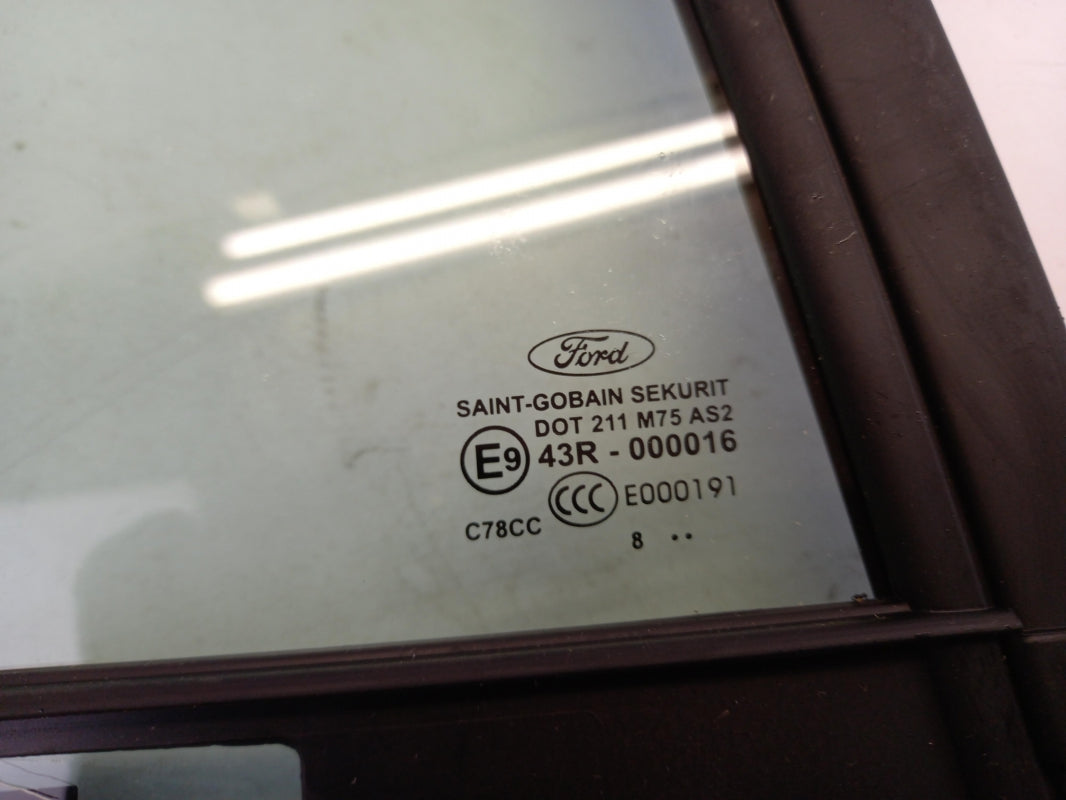 Ford
SAINT-GOBAIN SEKURIT
DOT 211 M75 AS2
E9 43R - 000016
CCC E000191
C78CC
8 ..